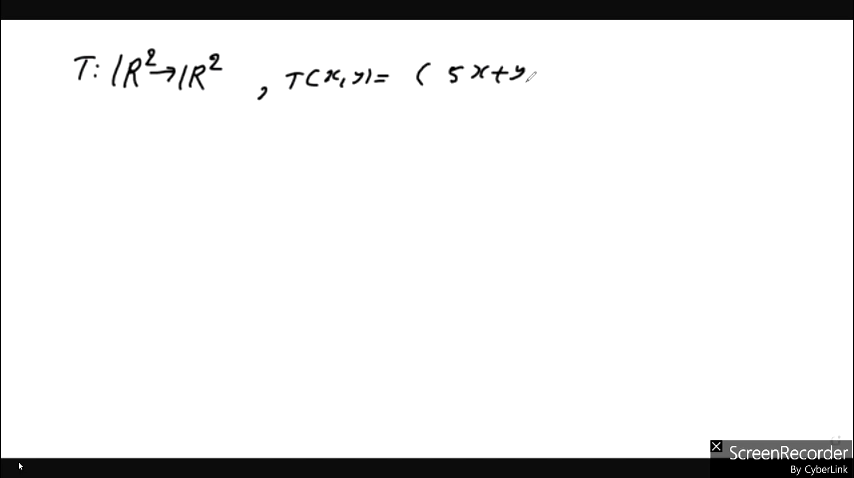 T: IR²→IR² , T(x,y)= ( 5x+y,
ScreenRecorder
By CyberLink